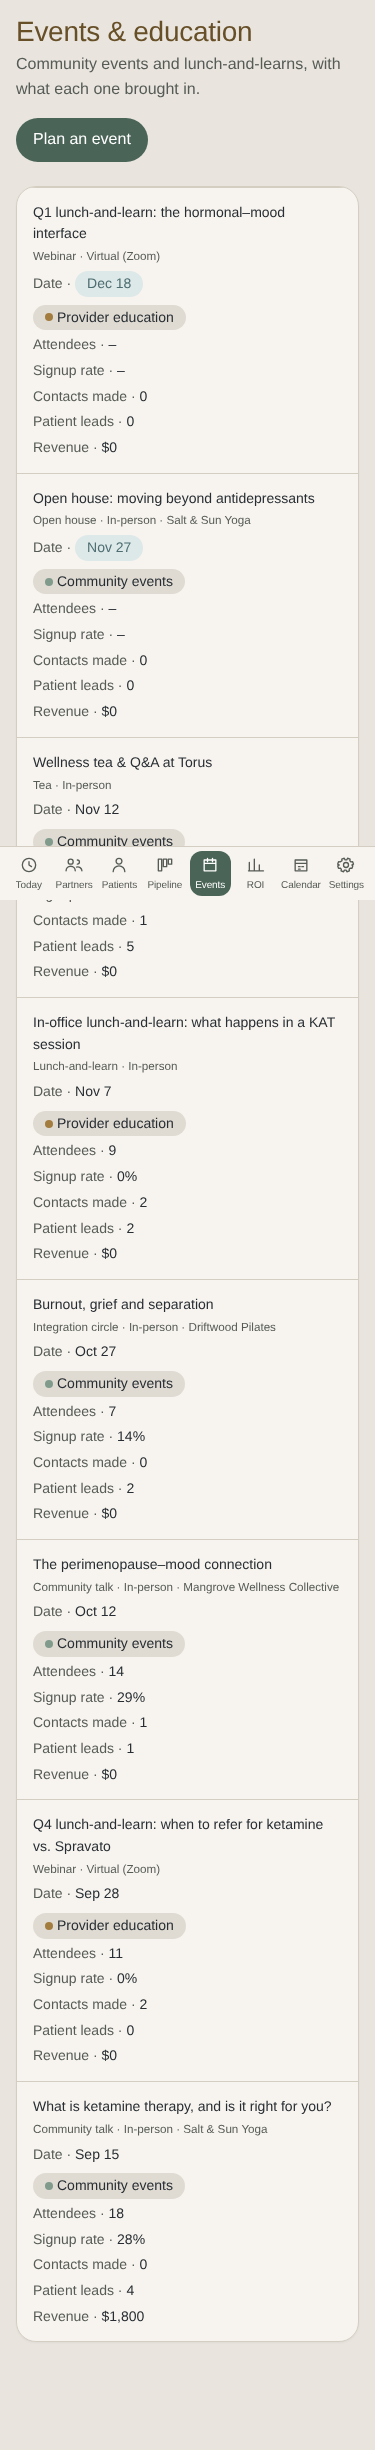 Events & education
Community events and lunch-and-learns, with
what each one brought in.
Plan an event
Q1 lunch-and-learn: the hormonal–mood
interface
Webinar · Virtual (Zoom)
Date · Dec 18
Provider education
Attendees · –
Signup rate · –
Contacts made · 0
Patient leads · 0
Revenue · $0
Open house: moving beyond antidepressants
Open house · In-person · Salt & Sun Yoga
Date · Nov 27
Community events
Attendees · –
Signup rate · –
Contacts made · 0
Patient leads · 0
Revenue · $0
Wellness tea & Q&A at Torus
Tea · In-person
Date · Nov 12
Community events
Today Partners Patients Pipeline Events ROI Calendar Settings
Contacts made · 1
Patient leads · 5
Revenue · $0
In-office lunch-and-learn: what happens in a KAT
session
Lunch-and-learn · In-person
Date · Nov 7
Provider education
Attendees · 9
Signup rate · 0%
Contacts made · 2
Patient leads · 2
Revenue · $0
Burnout, grief and separation
Integration circle · In-person · Driftwood Pilates
Date · Oct 27
Community events
Attendees · 7
Signup rate · 14%
Contacts made · 0
Patient leads · 2
Revenue · $0
The perimenopause–mood connection
Community talk · In-person · Mangrove Wellness Collective
Date · Oct 12
Community events
Attendees · 14
Signup rate · 29%
Contacts made · 1
Patient leads · 1
Revenue · $0
Q4 lunch-and-learn: when to refer for ketamine
vs. Spravato
Webinar · Virtual (Zoom)
Date · Sep 28
Provider education
Attendees · 11
Signup rate · 0%
Contacts made · 2
Patient leads · 0
Revenue · $0
What is ketamine therapy, and is it right for you?
Community talk · In-person · Salt & Sun Yoga
Date · Sep 15
Community events
Attendees · 18
Signup rate · 28%
Contacts made · 0
Patient leads · 4
Revenue · $1,800